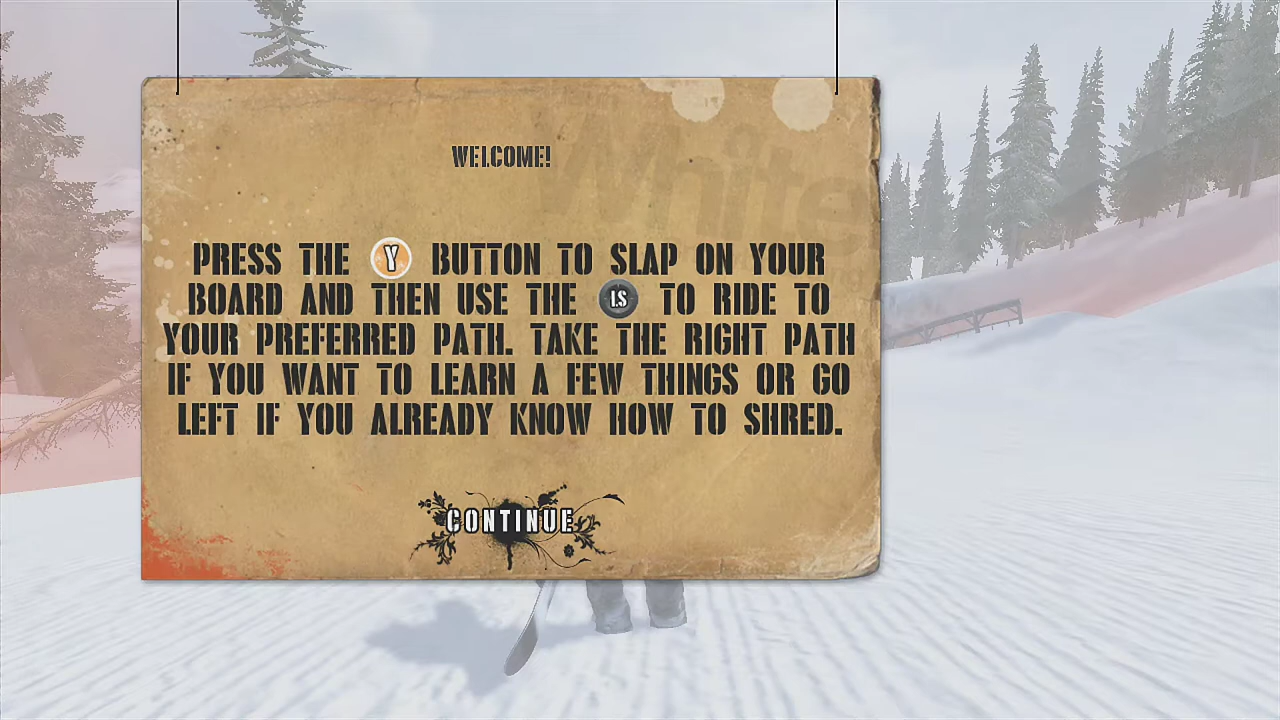 White
WELCOME!
PRESS THE Y BUTTON TO SLAP ON YOUR
BOARD AND THEN USE THE LS TO RIDE TO
YOUR PREFERRED PATH. TAKE THE RIGHT PATH
IF YOU WANT TO LEARN A FEW THINGS OR GO
LEFT IF YOU ALREADY KNOW HOW TO SHRED.
CONTINUE